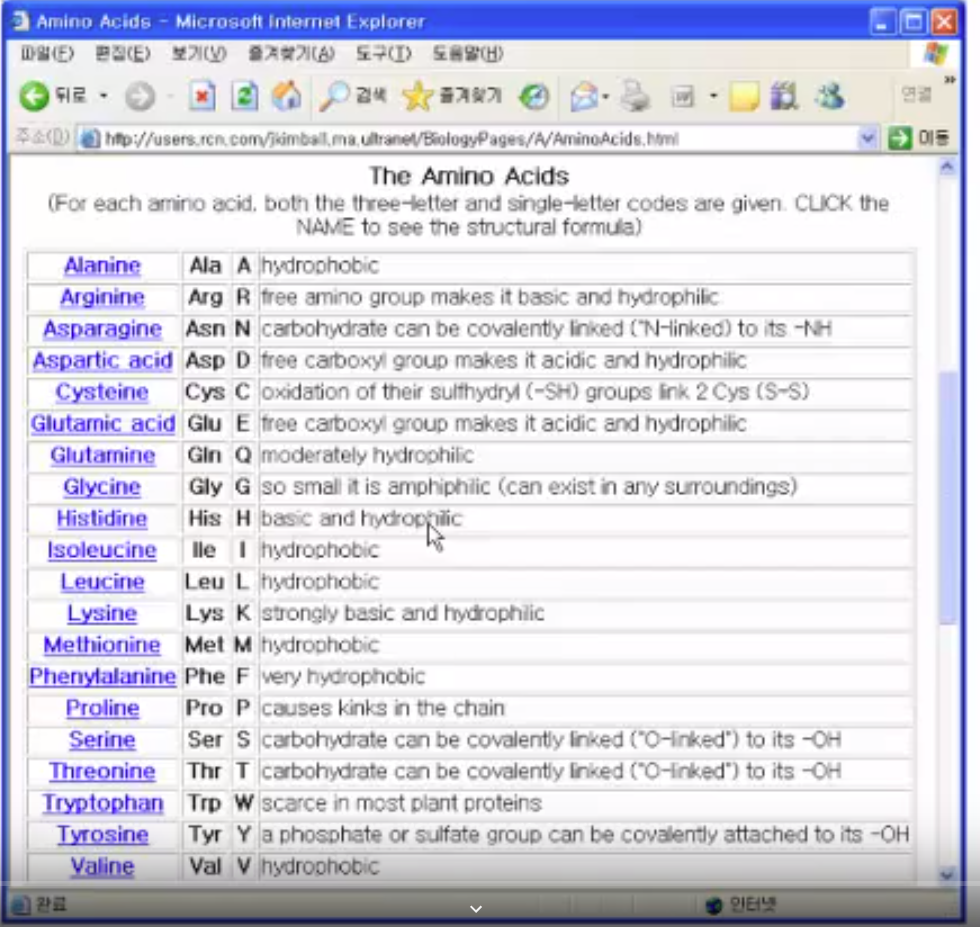 Amino Acids - Microsoft Internet Explorer
파일(F) 편집(E) 보기(V) 즐겨찾기(A) 도구(T) 도움말(H)
뒤로 검색 즐겨찾기 연결
주소(D) http://users.rcn.com/jkimball.ma.ultranet/BiologyPages/A/AminoAcids.html 이동
The Amino Acids
(For each amino acid, both the three-letter and single-letter codes are given. CLICK the
NAME to see the structural formula)
Alanine Ala A hydrophobic
Arginine Arg R free amino group makes it basic and hydrophilic
Asparagine Asn N carbohydrate can be covalently linked ("N-linked) to its -NH
Aspartic acid Asp D free carboxyl group makes it acidic and hydrophilic
Cysteine Cys C oxidation of their sulfhydryl (-SH) groups link 2 Cys (S-S)
Glutamic acid Glu E free carboxyl group makes it acidic and hydrophilic
Glutamine Gln Q moderately hydrophilic
Glycine Gly G so small it is amphiphilic (can exist in any surroundings)
Histidine His H basic and hydrophilic
Isoleucine Ile I hydrophobic
Leucine Leu L hydrophobic
Lysine Lys K strongly basic and hydrophilic
Methionine Met M hydrophobic
Phenylalanine Phe F very hydrophobic
Proline Pro P causes kinks in the chain
Serine Ser S carbohydrate can be covalently linked ("O-linked") to its -OH
Threonine Thr T carbohydrate can be covalently linked ("O-linked") to its -OH
Tryptophan Trp W scarce in most plant proteins
Tyrosine Tyr Y a phosphate or sulfate group can be covalently attached to its -OH
Valine Val V hydrophobic
완료 인터넷